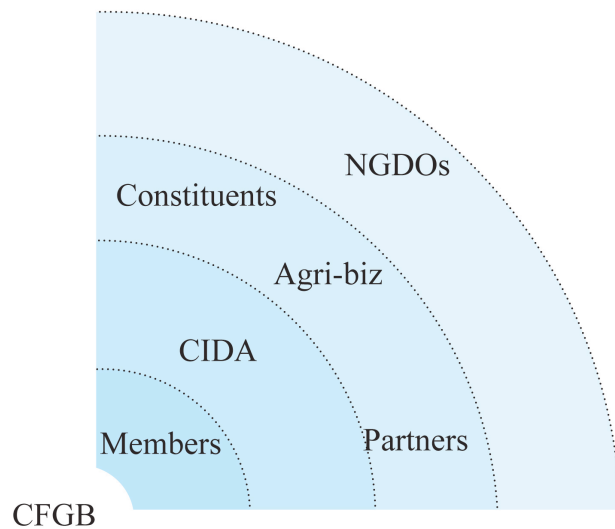 NGDOs
Constituents
Agri-biz
CIDA
Members
Partners
CFGB